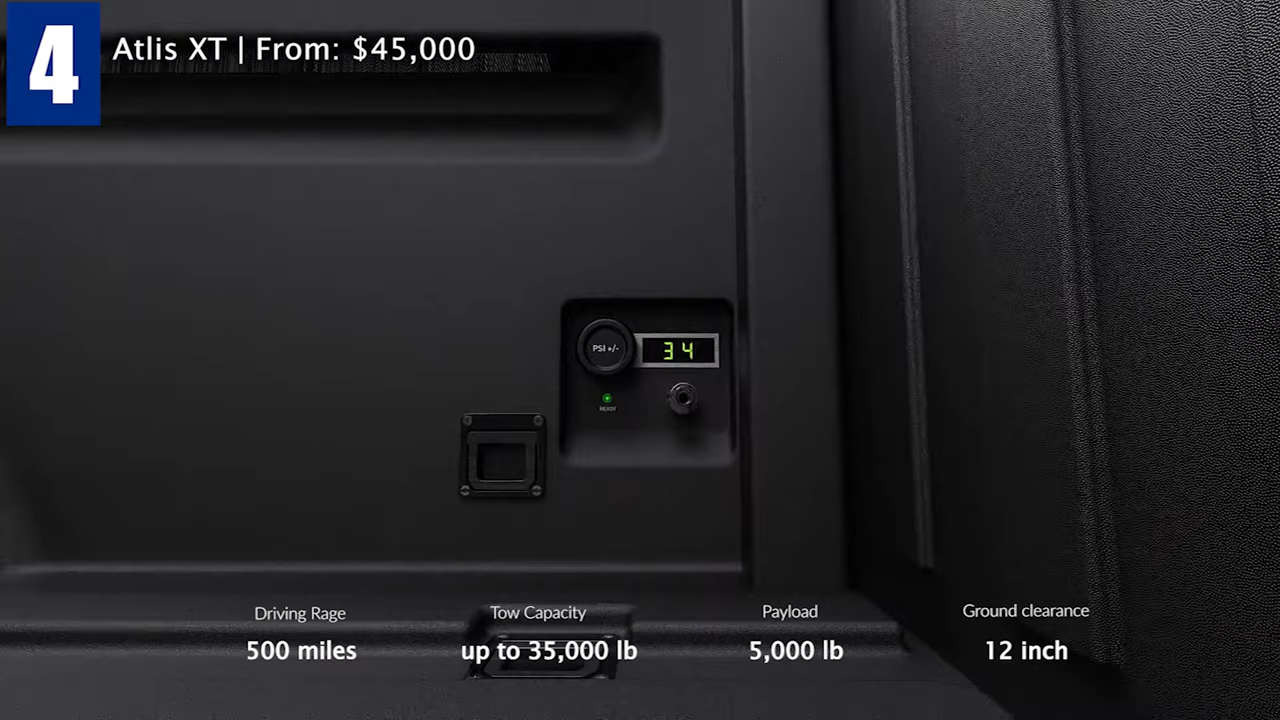 4
Atlis XT | From: $45,000
PSI +/-
34
READY
Driving Rage
Tow Capacity
Payload
Ground clearance
500 miles
up to 35,000 lb
5,000 lb
12 inch